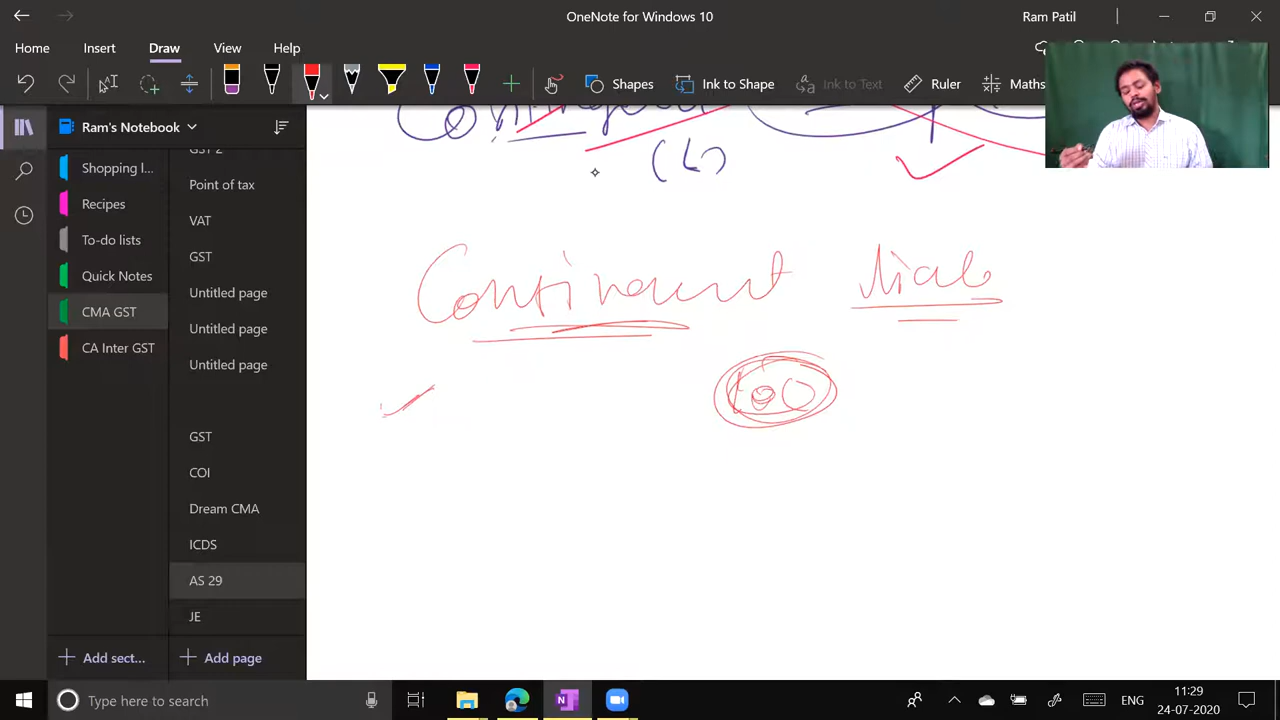 OneNote for Windows 10
Ram Patil
Home Insert Draw View Help
Shapes Ink to Shape Ink to Text Ruler Maths
Ram's Notebook
Shopping l...
Recipes
To-do lists
Quick Notes
CMA GST
CA Inter GST
GST 2
Point of tax
VAT
GST
Untitled page
Untitled page
Untitled page
GST
COI
Dream CMA
ICDS
AS 29
JE
(L)
Add sect...
Add page
Type here to search
ENG
11:29
24-07-2020